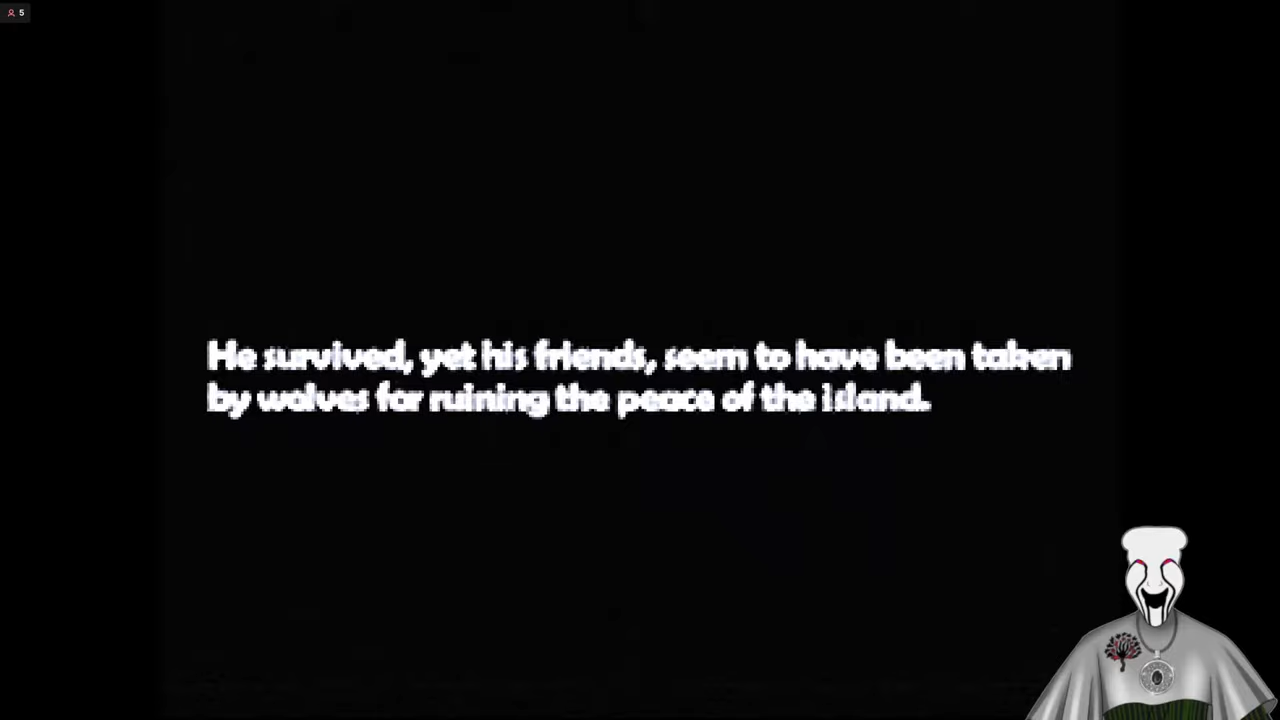 5
He survived, yet his friends, seem to have been taken
by wolves for ruining the peace of the island.